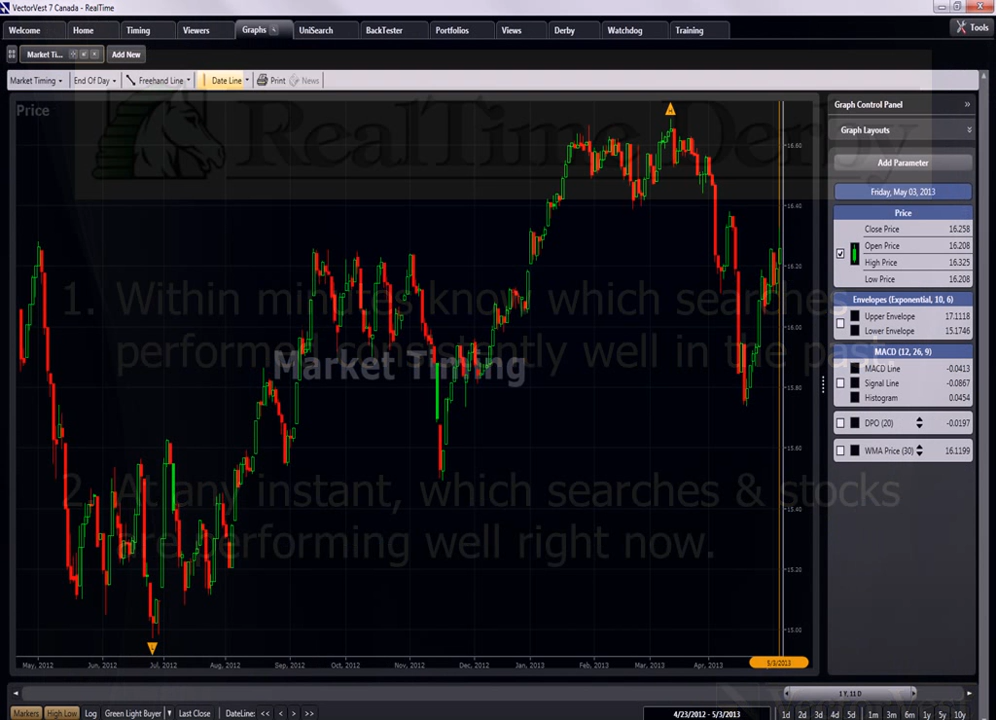 VectorVest 7 Canada - RealTime
Welcome Home Timing Viewers Graphs UniSearch BackTester Portfolios Views Derby Watchdog Training Tools
Market Ti... Add New
Market Timing End Of Day Freehand Line Date Line Print News
Price
Real Time Derby
1. Within minutes know which searches
performed consistently well in the past.
Market Timing
2. At any instant, which searches & stocks
are performing well right now.
16.60
16.40
16.20
16.00
15.80
15.60
15.40
15.20
15.00
May, 2012 Jun, 2012 Jul, 2012 Aug, 2012 Sep, 2012 Oct, 2012 Nov, 2012 Dec, 2012 Jan, 2013 Feb, 2013 Mar, 2013 Apr, 2013 5/3/2013
Graph Control Panel »
Graph Layouts
Add Parameter
Friday, May 03, 2013
Price
Close Price 16.258
Open Price 16.208
High Price 16.325
Low Price 16.208
Envelopes (Exponential, 10, 6)
Upper Envelope 17.1118
Lower Envelope 15.1746
MACD (12, 26, 9)
MACD Line -0.0413
Signal Line -0.0867
Histogram 0.0454
DPO (20) -0.0197
WMA Price (30) 16.1199
1 Y, 11 D
Markers High Low Log Green Light Buyer Last Close DateLine: << < > >> 4/23/2012 - 5/3/2013 1d 2d 3d 4d 5d 1m 3m 6m 1y 5y 10y